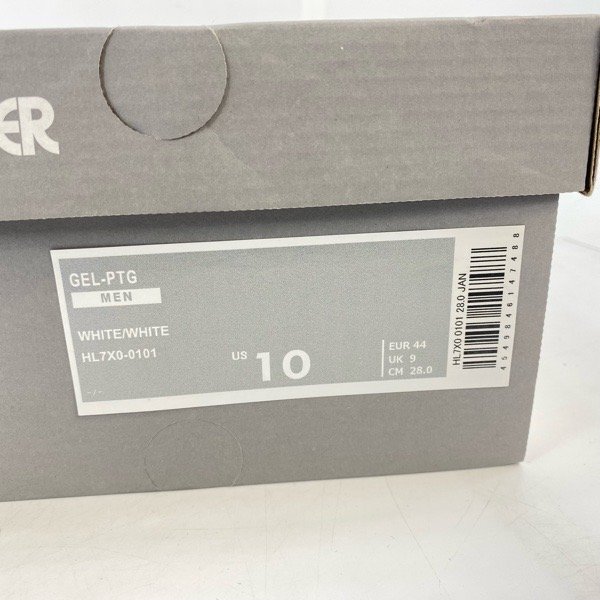 ER
GEL-PTG
MEN
WHITE/WHITE
HL7X0-0101
US 10
EUR 44
UK 9
CM 28.0
-/-
HL7X0 0101 28.0 JAN
4549846147488